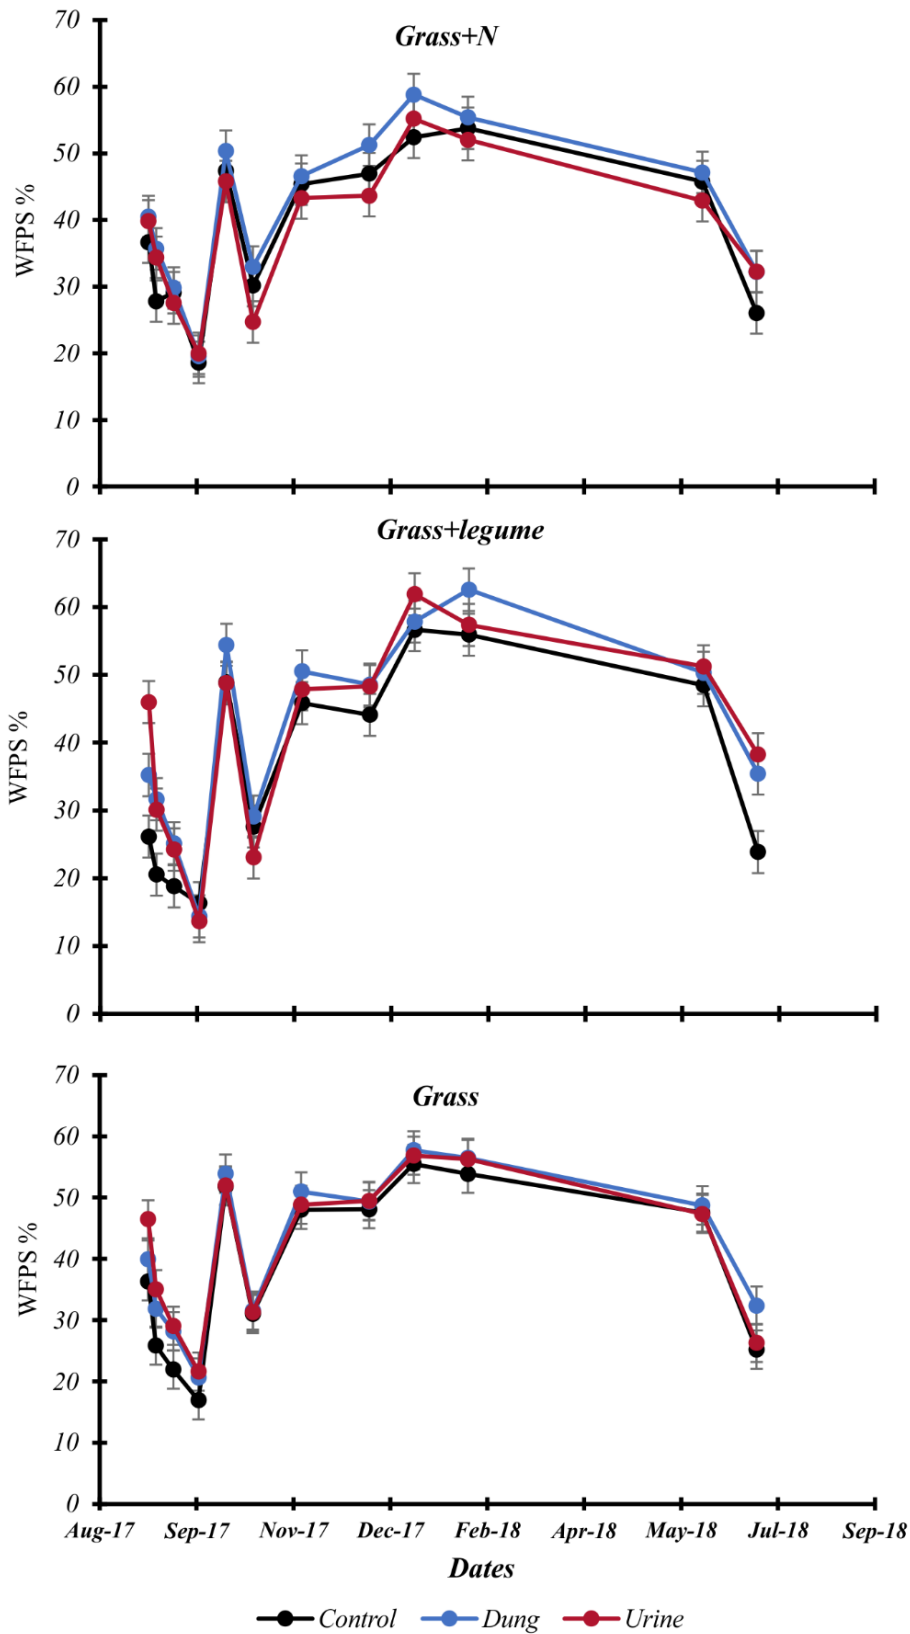 Grass+N
70
60
50
40
30
20
10
0
WFPS %
Grass+legume
70
60
50
40
30
20
10
0
WFPS %
Grass
70
60
50
40
30
20
10
0
WFPS %
Aug-17 Sep-17 Nov-17 Dec-17 Feb-18 Apr-18 May-18 Jul-18 Sep-18
Dates
Control Dung Urine